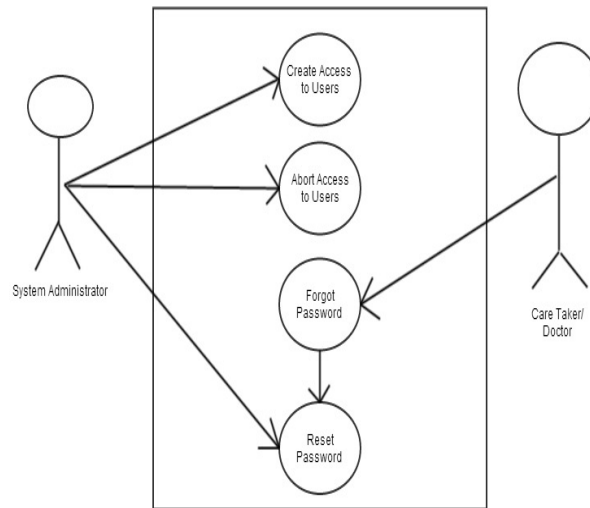 Create Access
to Users
Abort Access
to Users
System Administrator
Forgot
Password
Care Taker/
Doctor
Reset
Password